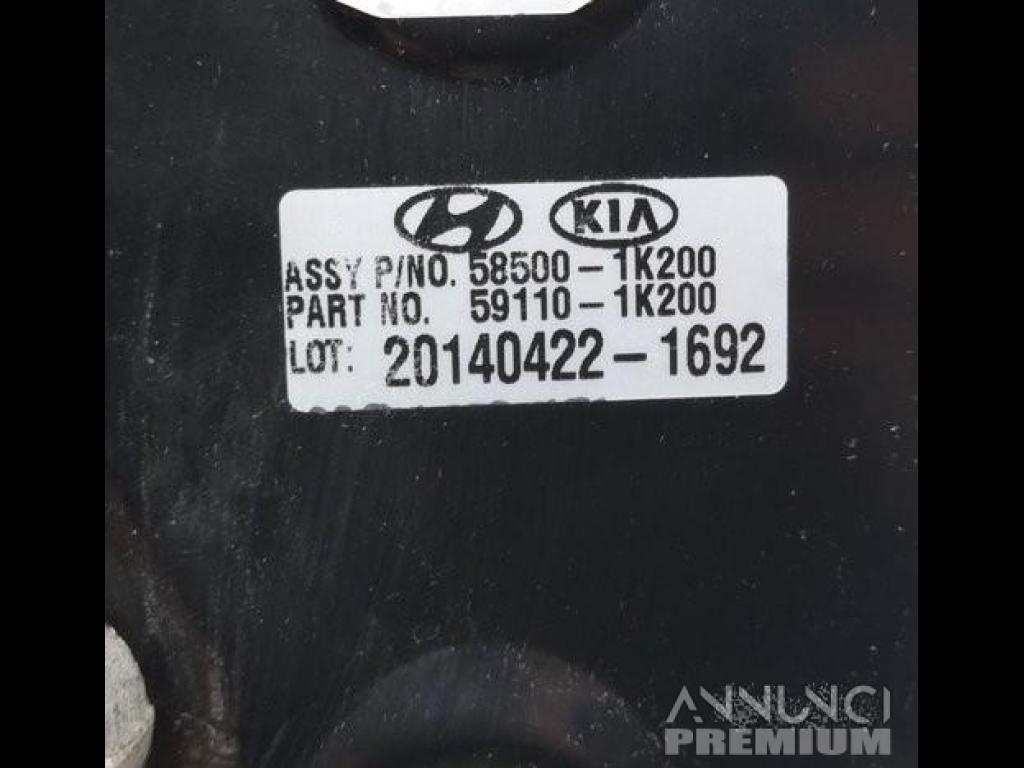 KIA
ASSY P/NO. 58500-1K200
PART NO. 59110-1K200
LOT: 20140422-1692
ANNUNCI
PREMIUM